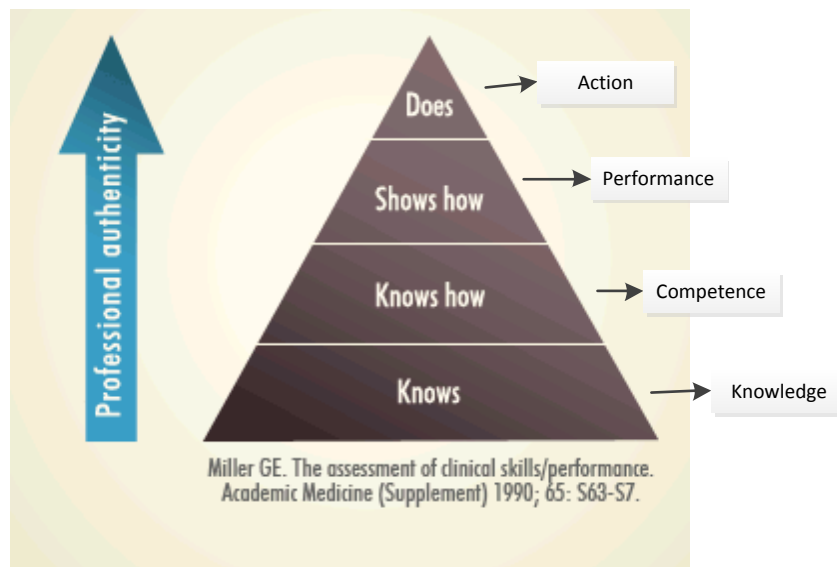 Professional authenticity
Does
Action
Shows how
Performance
Knows how
Competence
Knows
Knowledge
Miller GE. The assessment of clinical skills/performance.
Academic Medicine (Supplement) 1990; 65: S63-S7.